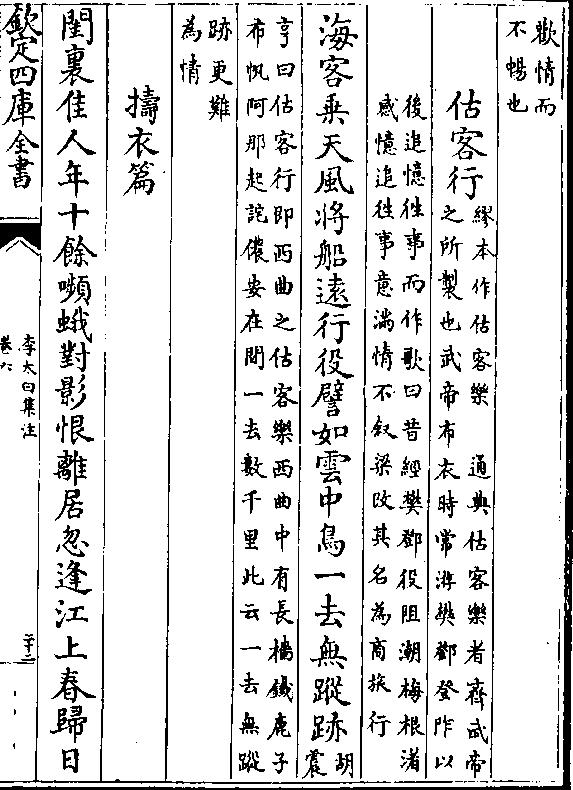 歡情而
不暢也
估客行 繆本作估客樂 通典估客樂者齊武帝
之所製也武帝布衣時常游樊鄧登阼以
後追憶徃事而作歌曰昔經樊鄧役阻潮梅根渚
感憶追徃事意滿情不叙梁改其名為商旅行
海客乗天風將船遠行役譬如雲中鳥一去無蹤跡 胡
震
亨曰估客行即西曲之估客樂西曲中有長檣鐡鹿子
布帆阿那起詫儂安在間一去數千里此云一去無蹤
跡更難
為情
擣衣篇
閨裏佳人年十餘嚬蛾對影恨離居忽逢江上春歸日
欽定四庫全書
李太白集注
卷六
二十三